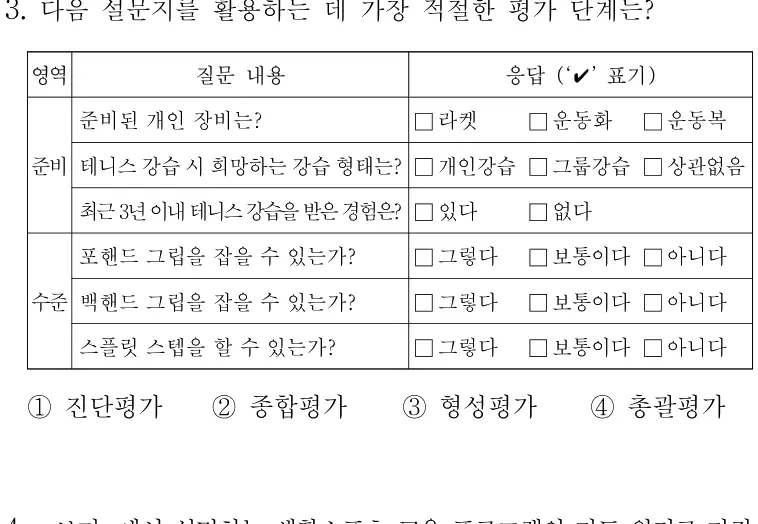 3. 다음 설문지를 활용하는 데 가장 적절한 평가 단계는?
영역 질문 내용 응답 (‘✔’ 표기)
준비된 개인 장비는? □ 라켓 □ 운동화 □ 운동복
준비 테니스 강습 시 희망하는 강습 형태는? □ 개인강습 □ 그룹강습 □ 상관없음
최근 3년 이내 테니스 강습을 받은 경험은? □ 있다 □ 없다
포핸드 그립을 잡을 수 있는가? □ 그렇다 □ 보통이다 □ 아니다
수준 백핸드 그립을 잡을 수 있는가? □ 그렇다 □ 보통이다 □ 아니다
스플릿 스텝을 할 수 있는가? □ 그렇다 □ 보통이다 □ 아니다
① 진단평가 ② 종합평가 ③ 형성평가 ④ 총괄평가